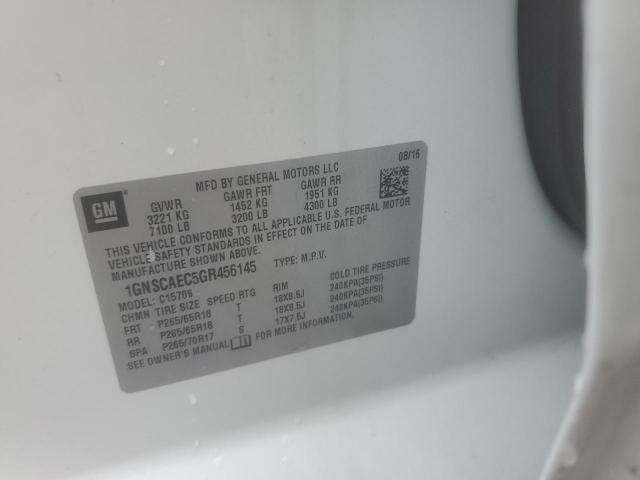 GM
MFD BY GENERAL MOTORS LLC
08/16
GVWR GAWR FRT GAWR RR
3221 KG 1452 KG 1951 KG
7100 LB 3200 LB 4300 LB
THIS VEHICLE CONFORMS TO ALL APPLICABLE U.S. FEDERAL MOTOR
VEHICLE SAFETY STANDARDS IN EFFECT ON THE DATE OF
MANUFACTURE SHOWN ABOVE.
1GNSCAEC5GR456145 TYPE: M.P.V.
MODEL: C15706
CHMN TIRE SIZE SPEED RTG RIM COLD TIRE PRESSURE
FRT P265/65R18 T 18X8.5J 240KPA(35PSI)
RR P265/65R18 T 18X8.5J 240KPA(35PSI)
SPA P265/70R17 S 17X7.5J 240KPA(35PSI)
SEE OWNER'S MANUAL FOR MORE INFORMATION.